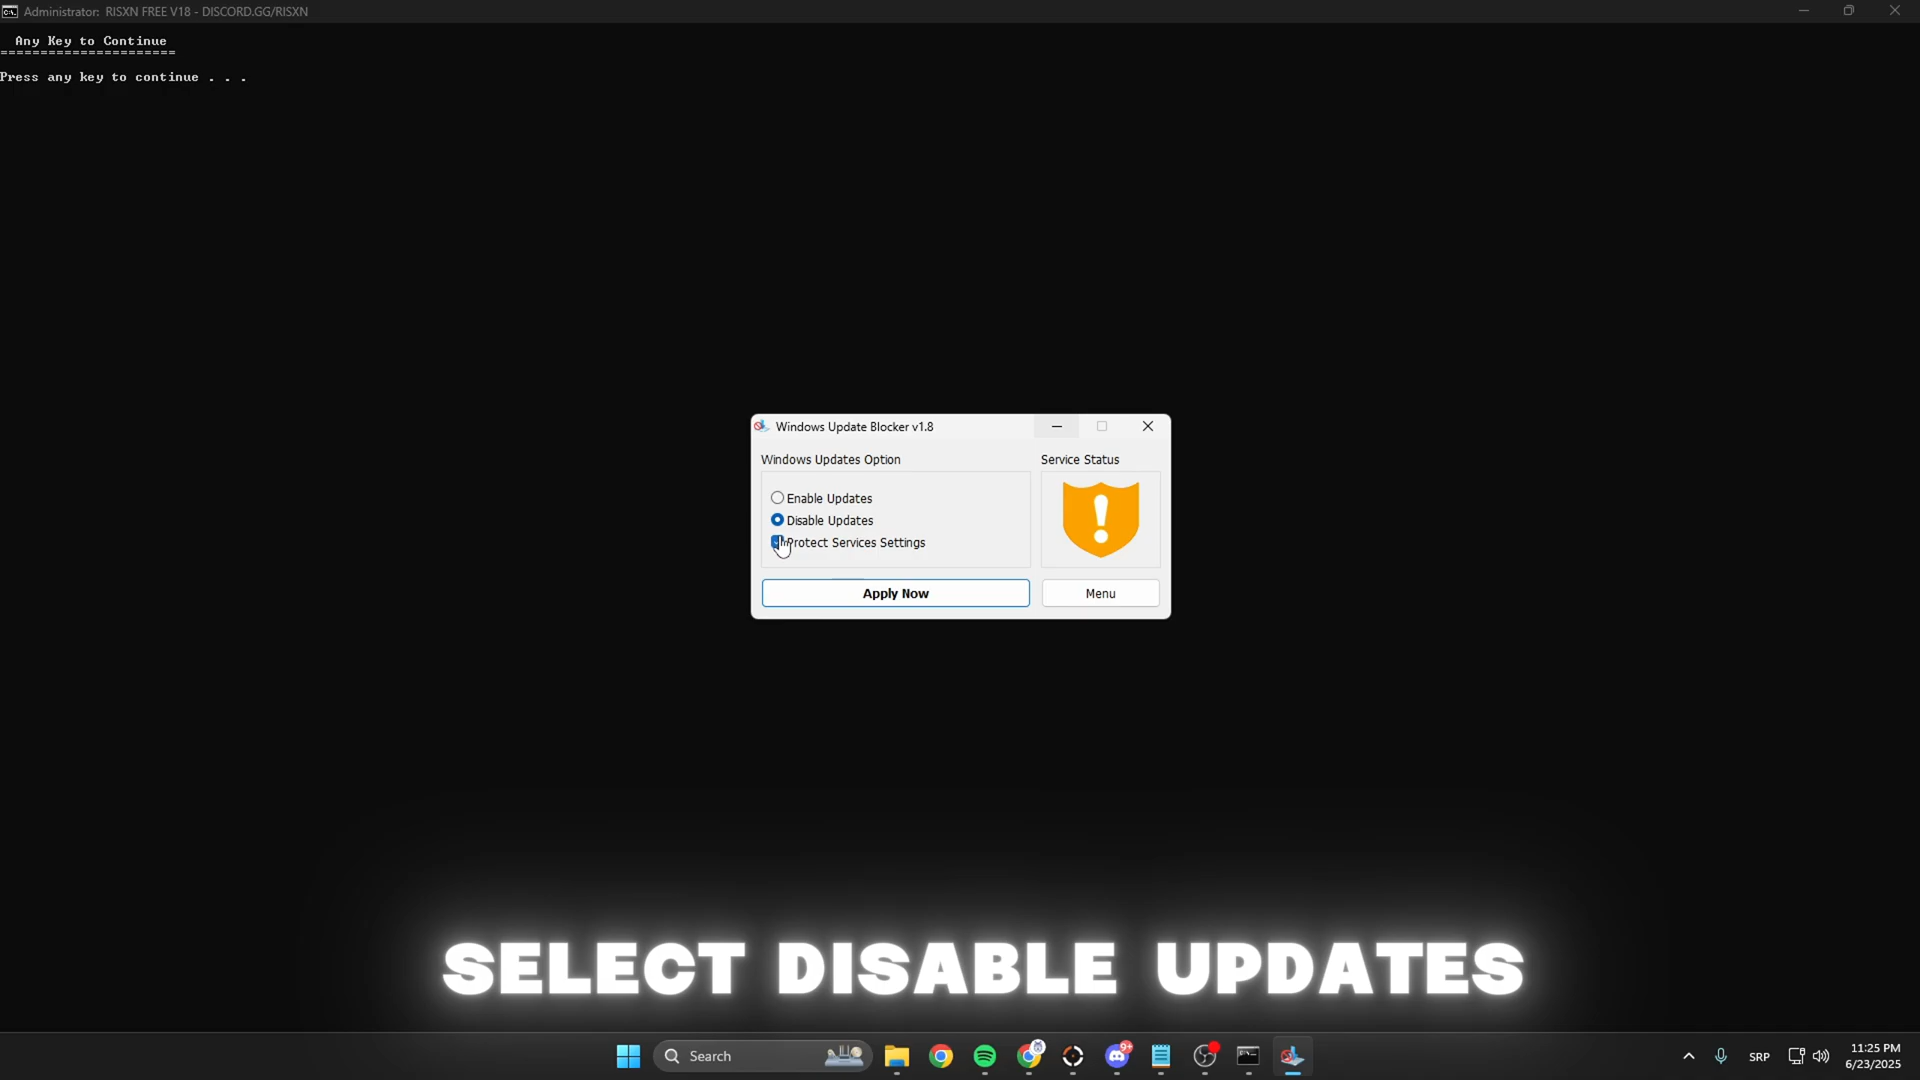 Administrator: RISXN FREE V18 - DISCORD.GG/RISXN
Any Key to Continue
======================
Press any key to continue . . .
Windows Update Blocker v1.8
Windows Updates Option
Service Status
Enable Updates
Disable Updates
Protect Services Settings
Apply Now
Menu
SELECT DISABLE UPDATES
Search
9+
SRP
11:25 PM
6/23/2025